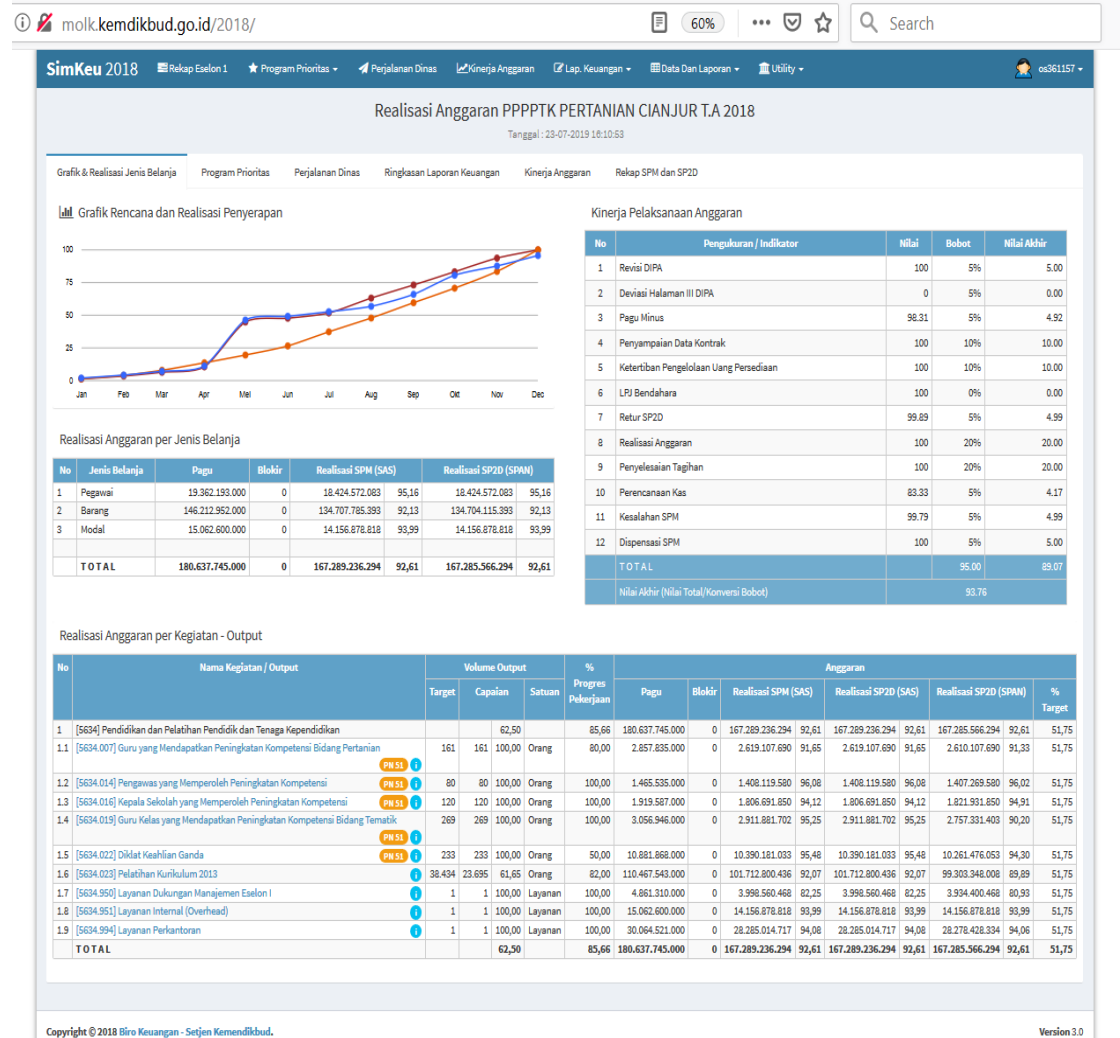 molk.kemdikbud.go.id/2018/ 60% Search
SimKeu 2018 Rekap Eselon 1 Program Prioritas Perjalanan Dinas Kinerja Anggaran Lap. Keuangan Data Dan Laporan Utility os361157
Realisasi Anggaran PPPPTK PERTANIAN CIANJUR T.A 2018
Tanggal : 23-07-2019 16:10:53
Grafik & Realisasi Jenis Belanja Program Prioritas Perjalanan Dinas Ringkasan Laporan Keuangan Kinerja Anggaran Rekap SPM dan SP2D
Grafik Rencana dan Realisasi Penyerapan
100
75
50
25
0
Jan Feb Mar Apr Mei Jun Jul Aug Sep Okt Nov Dec
Realisasi Anggaran per Jenis Belanja
No Jenis Belanja Pagu Blokir Realisasi SPM (SAS) Realisasi SP2D (SPAN)
1 Pegawai 19.362.193.000 0 18.424.572.083 95,16 18.424.572.083 95,16
2 Barang 146.212.952.000 0 134.707.785.393 92,13 134.704.115.393 92,13
3 Modal 15.062.600.000 0 14.156.878.818 93,99 14.156.878.818 93,99
T O T A L 180.637.745.000 0 167.289.236.294 92,61 167.285.566.294 92,61
Kinerja Pelaksanaan Anggaran
No Pengukuran / Indikator Nilai Bobot Nilai Akhir
1 Revisi DIPA 100 5% 5.00
2 Deviasi Halaman III DIPA 0 5% 0.00
3 Pagu Minus 98.31 5% 4.92
4 Penyampaian Data Kontrak 100 10% 10.00
5 Ketertiban Pengelolaan Uang Persediaan 100 10% 10.00
6 LPJ Bendahara 100 0% 0.00
7 Retur SP2D 99.89 5% 4.99
8 Realisasi Anggaran 100 20% 20.00
9 Penyelesaian Tagihan 100 20% 20.00
10 Perencanaan Kas 83.33 5% 4.17
11 Kesalahan SPM 99.79 5% 4.99
12 Dispensasi SPM 100 5% 5.00
T O T A L 95.00 89.07
Nilai Akhir (Nilai Total/Konversi Bobot) 93.76
Realisasi Anggaran per Kegiatan - Output
No Nama Kegiatan / Output Volume Output % Progres Pekerjaan Anggaran
Target Capaian Satuan Pagu Blokir Realisasi SPM (SAS) Realisasi SP2D (SAS) Realisasi SP2D (SPAN) % Target
1 [5634] Pendidikan dan Pelatihan Pendidik dan Tenaga Kependidikan 62,50 85,66 180.637.745.000 0 167.289.236.294 92,61 167.289.236.294 92,61 167.285.566.294 92,61 51,75
1.1 [5634.007] Guru yang Mendapatkan Peningkatan Kompetensi Bidang Pertanian 161 161 100,00 Orang 80,00 2.857.835.000 0 2.619.107.690 91,65 2.619.107.690 91,65 2.610.107.690 91,33 51,75
PN 51
1.2 [5634.014] Pengawas yang Memperoleh Peningkatan Kompetensi PN 51 80 80 100,00 Orang 100,00 1.465.535.000 0 1.408.119.580 96,08 1.408.119.580 96,08 1.407.269.580 96,02 51,75
1.3 [5634.016] Kepala Sekolah yang Memperoleh Peningkatan Kompetensi PN 51 120 120 100,00 Orang 100,00 1.919.587.000 0 1.806.691.850 94,12 1.806.691.850 94,12 1.821.931.850 94,91 51,75
1.4 [5634.019] Guru Kelas yang Mendapatkan Peningkatan Kompetensi Bidang Tematik 269 269 100,00 Orang 100,00 3.056.946.000 0 2.911.881.702 95,25 2.911.881.702 95,25 2.757.331.403 90,20 51,75
PN 51
1.5 [5634.022] Diklat Keahlian Ganda PN 51 233 233 100,00 Orang 50,00 10.881.868.000 0 10.390.181.033 95,48 10.390.181.033 95,48 10.261.476.053 94,30 51,75
1.6 [5634.023] Pelatihan Kurikulum 2013 38.434 23.695 61,65 Orang 82,00 110.467.543.000 0 101.712.800.436 92,07 101.712.800.436 92,07 99.303.348.008 89,89 51,75
1.7 [5634.950] Layanan Dukungan Manajemen Eselon I 1 1 100,00 Layanan 100,00 4.861.310.000 0 3.998.560.468 82,25 3.998.560.468 82,25 3.934.400.468 80,93 51,75
1.8 [5634.951] Layanan Internal (Overhead) 1 1 100,00 Layanan 100,00 15.062.600.000 0 14.156.878.818 93,99 14.156.878.818 93,99 14.156.878.818 93,99 51,75
1.9 [5634.994] Layanan Perkantoran 1 1 100,00 Layanan 100,00 30.064.521.000 0 28.285.014.717 94,08 28.285.014.717 94,08 28.278.428.334 94,06 51,75
T O T A L 62,50 85,66 180.637.745.000 0 167.289.236.294 92,61 167.289.236.294 92,61 167.285.566.294 92,61 51,75
Copyright © 2018 Biro Keuangan - Setjen Kemendikbud. Version 3.0